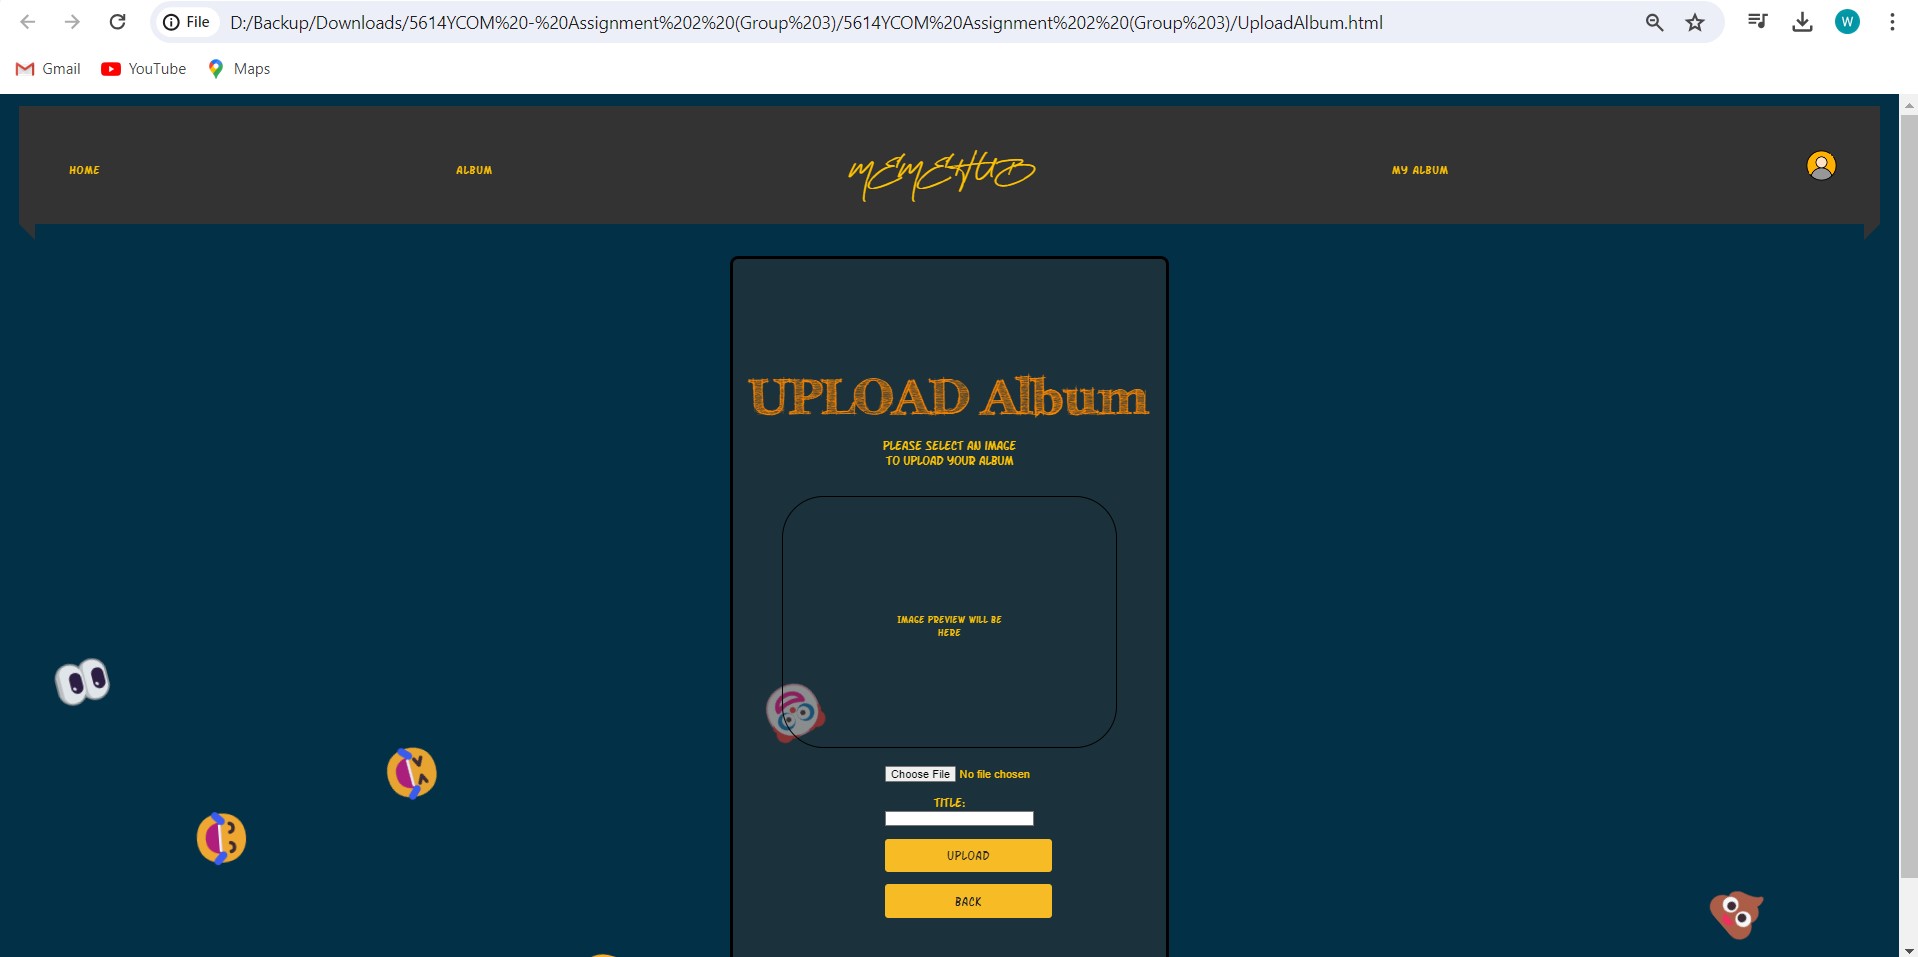 File D:/Backup/Downloads/5614YCOM%20-%20Assignment%202%20(Group%203)/5614YCOM%20Assignment%202%20(Group%203)/UploadAlbum.html W
Gmail YouTube Maps
HOME ALBUM MEMEHUB MY ALBUM
UPLOAD Album
PLEASE SELECT AN IMAGE
TO UPLOAD YOUR ALBUM
IMAGE PREVIEW WILL BE
HERE
Choose File No file chosen
TITLE:
UPLOAD
BACK